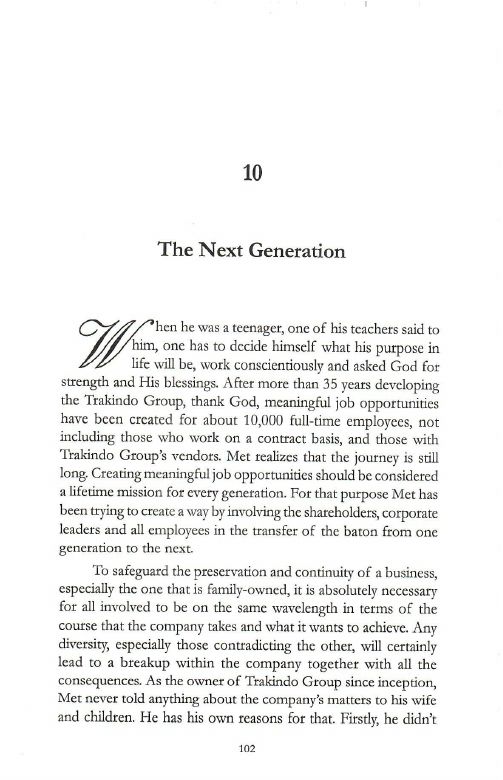 10
The Next Generation
When he was a teenager, one of his teachers said to
him, one has to decide himself what his purpose in
life will be, work conscientiously and asked God for
strength and His blessings. After more than 35 years developing
the Trakindo Group, thank God, meaningful job opportunities
have been created for about 10,000 full-time employees, not
including those who work on a contract basis, and those with
Trakindo Group's vendors. Met realizes that the journey is still
long. Creating meaningful job opportunities should be considered
a lifetime mission for every generation. For that purpose Met has
been trying to create a way by involving the shareholders, corporate
leaders and all employees in the transfer of the baton from one
generation to the next.
To safeguard the preservation and continuity of a business,
especially the one that is family-owned, it is absolutely necessary
for all involved to be on the same wavelength in terms of the
course that the company takes and what it wants to achieve. Any
diversity, especially those contradicting the other, will certainly
lead to a breakup within the company together with all the
consequences. As the owner of Trakindo Group since inception,
Met never told anything about the company's matters to his wife
and children. He has his own reasons for that. Firstly, he didn't
102